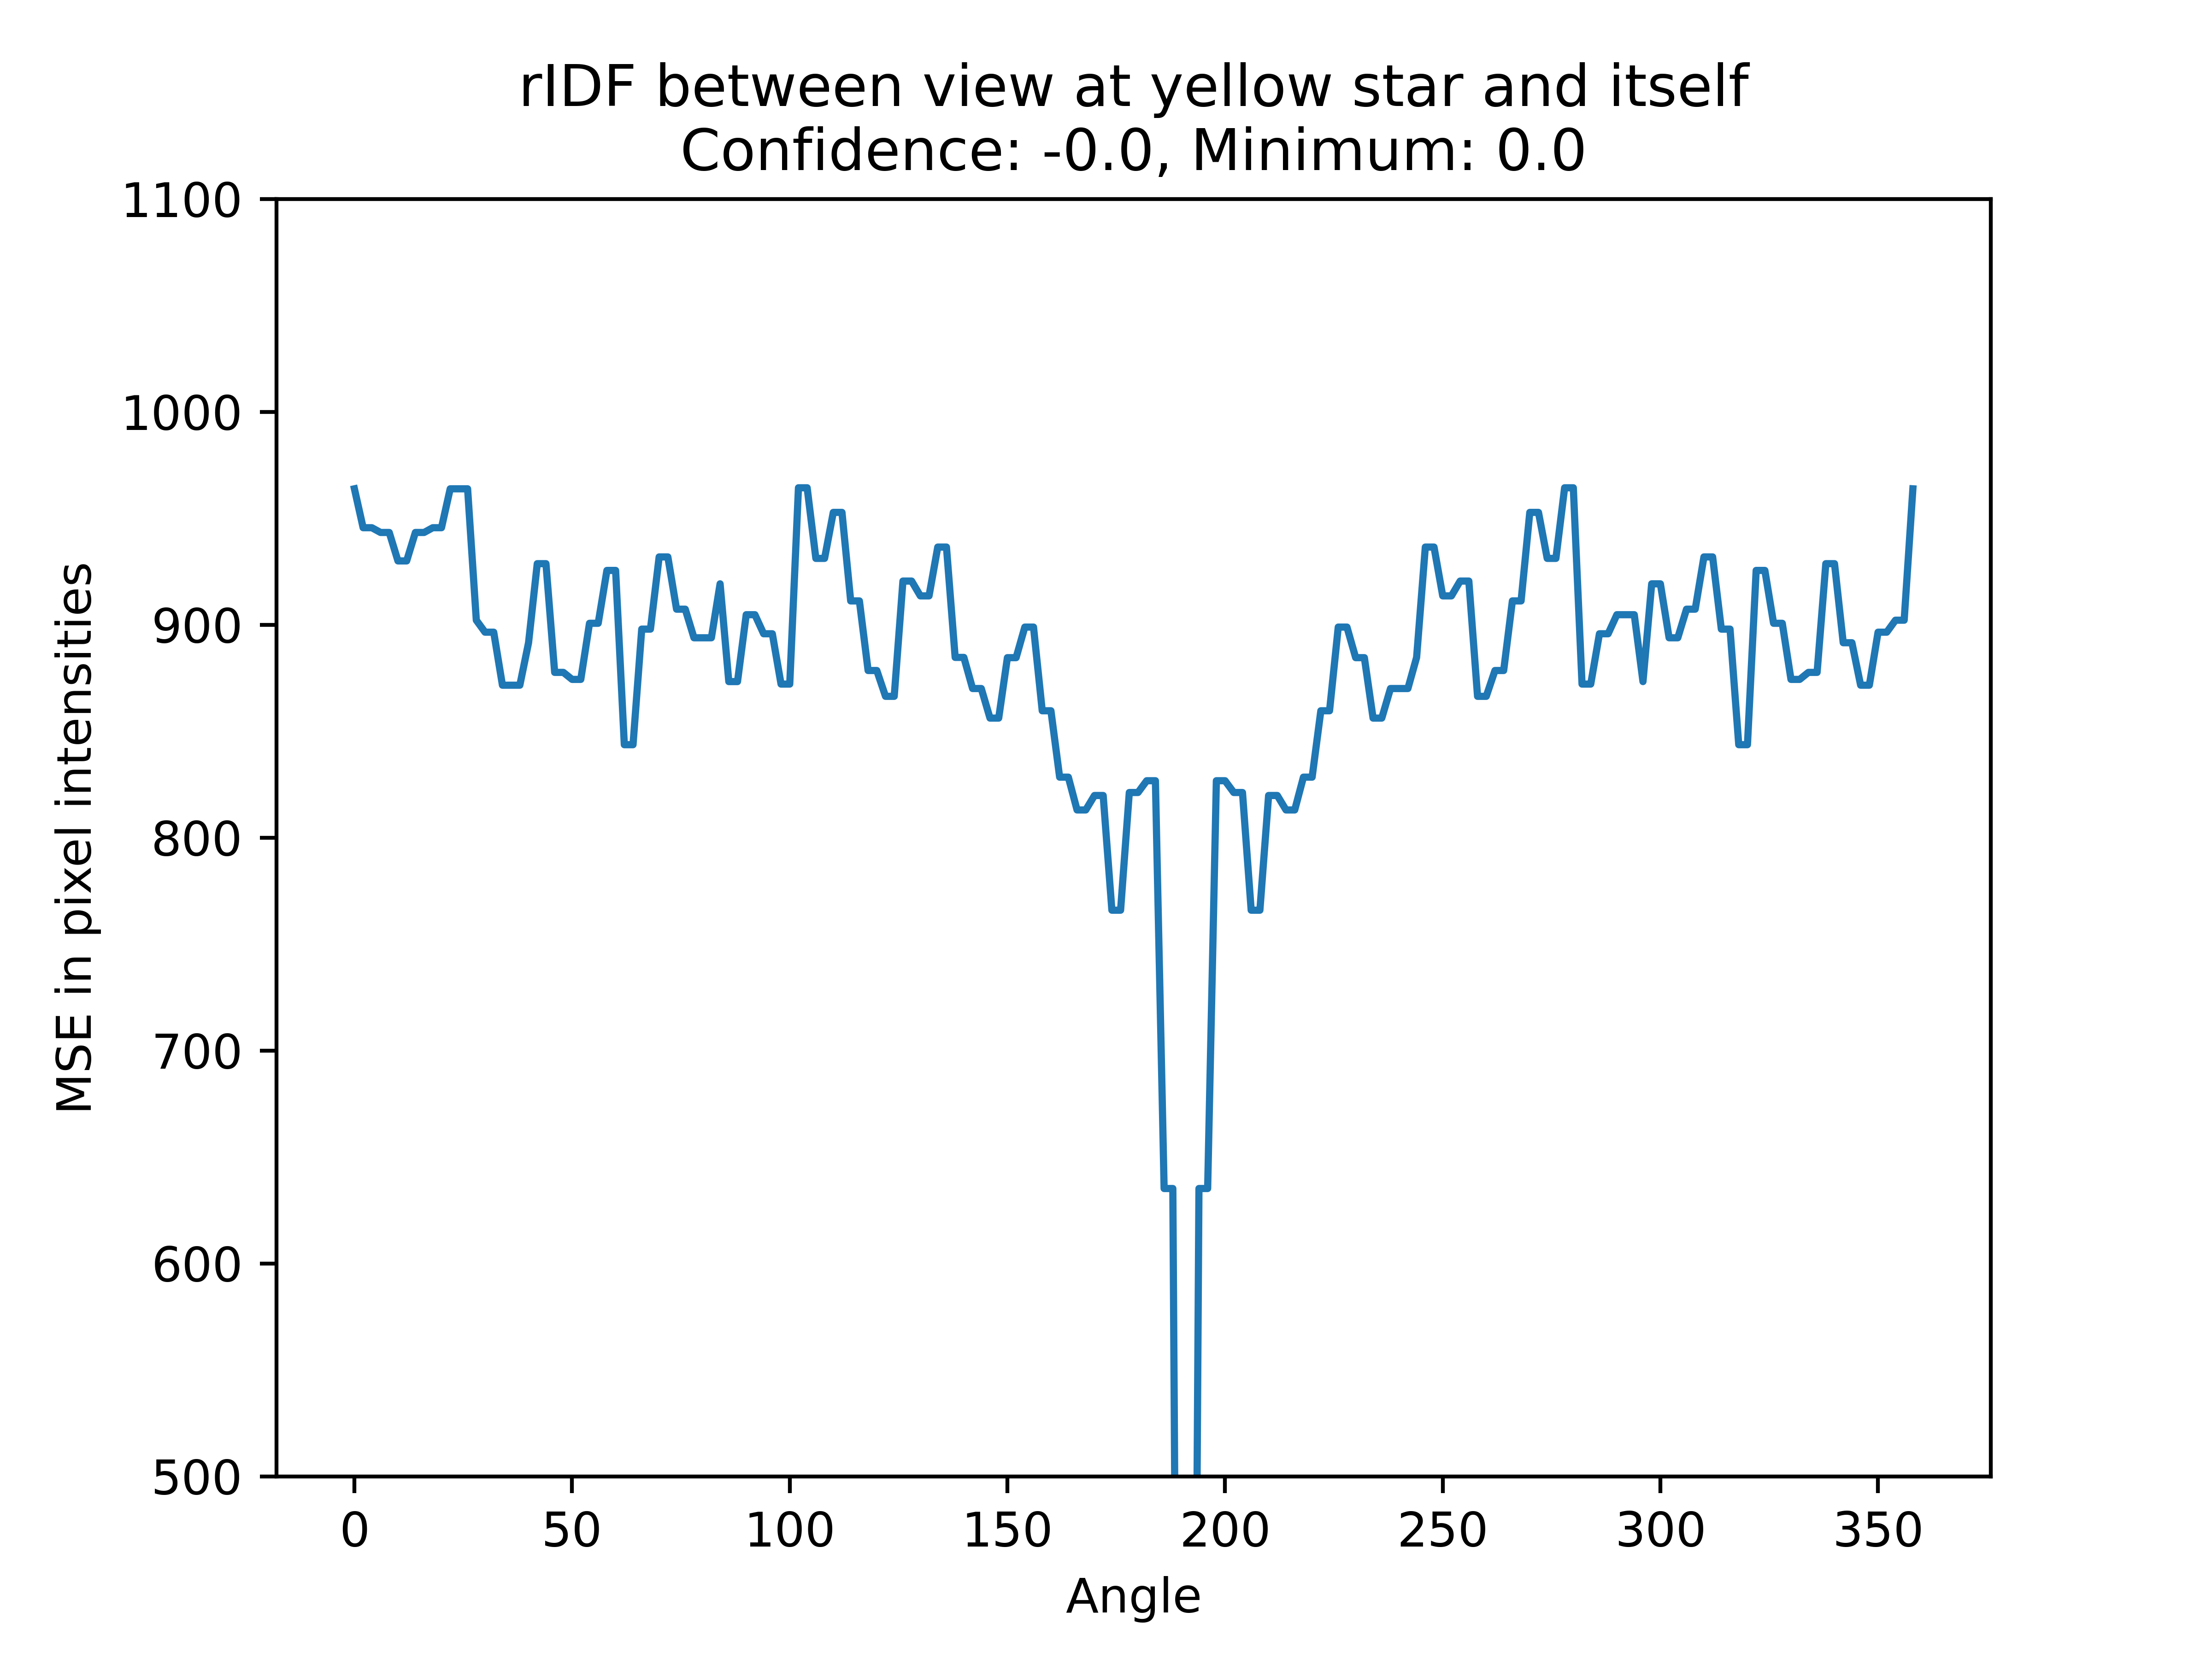 rIDF between view at yellow star and itself
Confidence: -0.0, Minimum: 0.0
1100
1000
900
800
700
600
500
MSE in pixel intensities
0 50 100 150 200 250 300 350
Angle